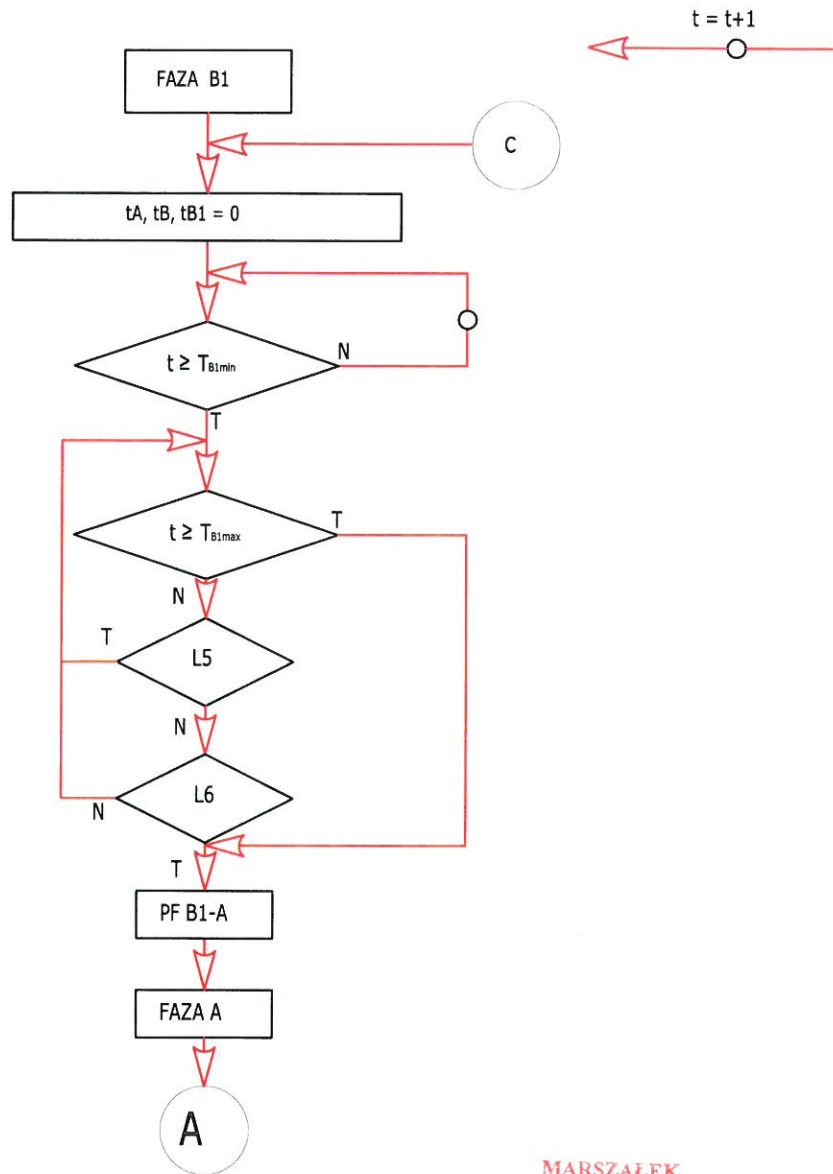 t = t+1
FAZA B1
C
tA, tB, tB1 = 0
t ≥ TB1min
N
T
t ≥ TB1max
T
N
T
L5
N
L6
N
T
PF B1-A
FAZA A
A
MARSZAŁEK